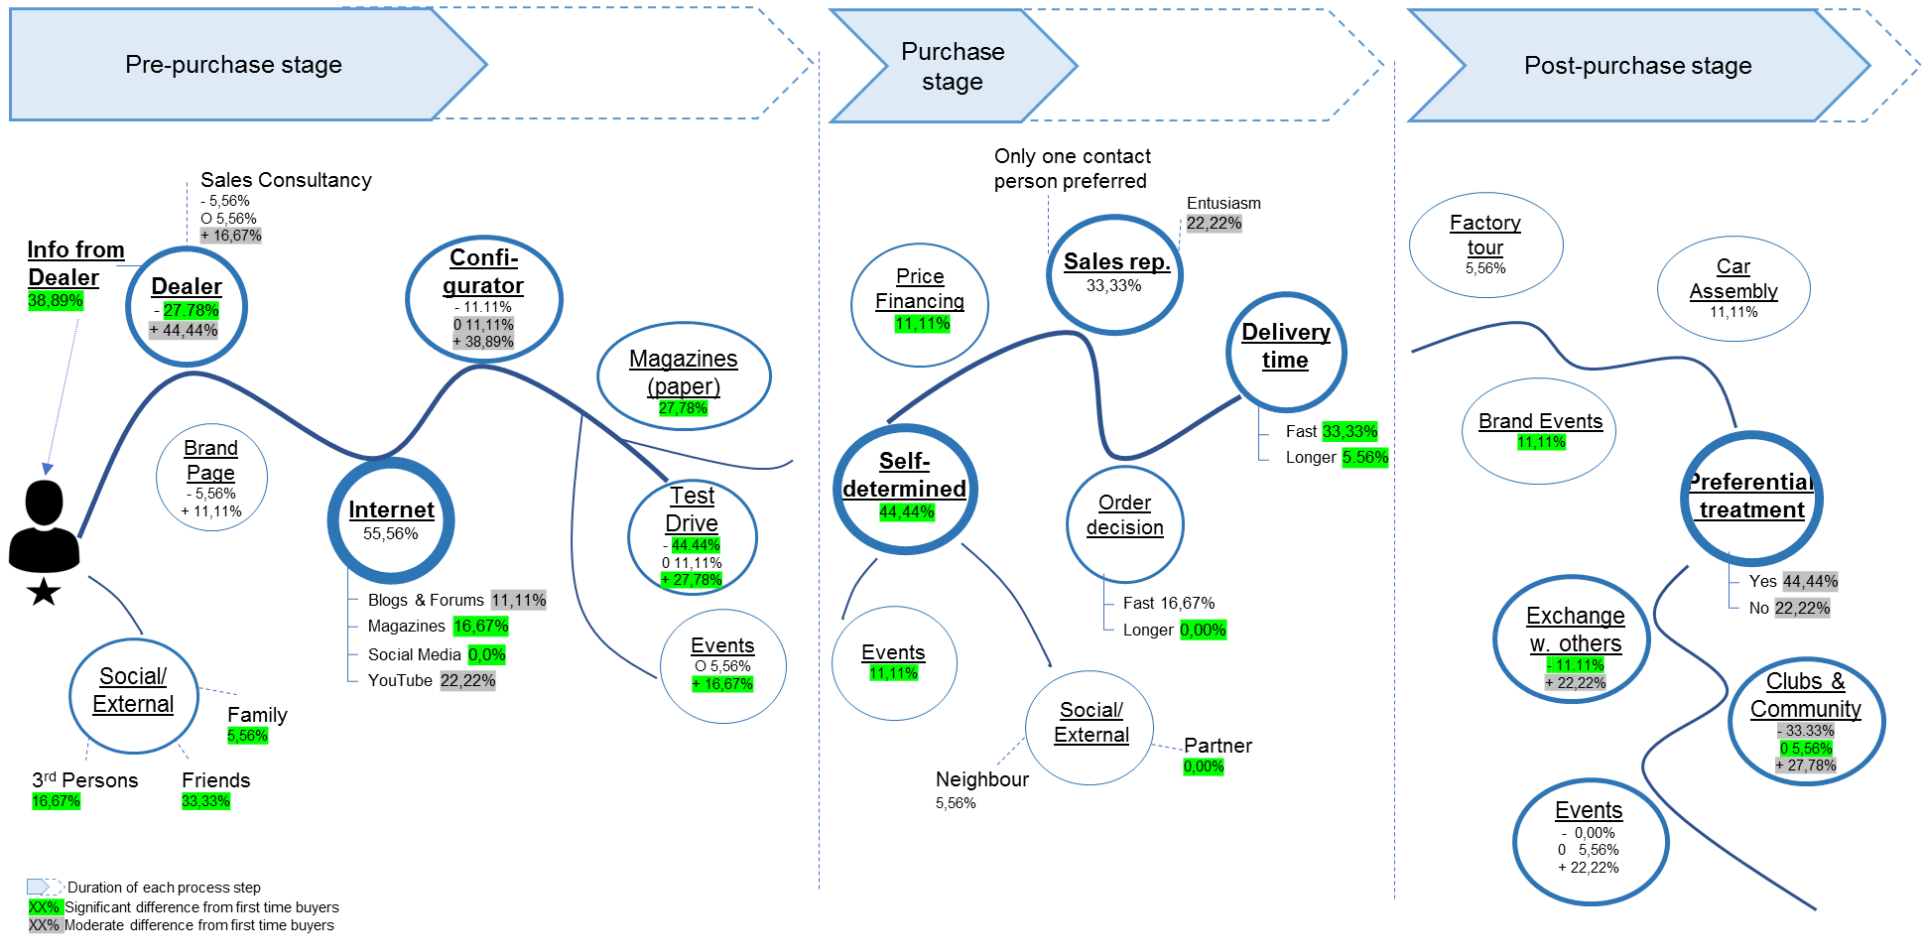 Pre-purchase stage
Purchase
stage
Post-purchase stage
Sales Consultancy
- 5,56%
O 5,56%
+ 16,67%
Info from
Dealer
38,89%
Dealer
- 27.78%
+ 44,44%
Confi-
gurator
- 11.11%
0 11,11%
+ 38,89%
Magazines
(paper)
27,78%
Brand
Page
- 5,56%
+ 11,11%
Internet
55,56%
Blogs & Forums 11,11%
Magazines 16,67%
Social Media 0,0%
YouTube 22,22%
Test
Drive
- 44.44%
0 11,11%
+ 27,78%
Events
O 5,56%
+ 16,67%
Social/
External
Family
5,56%
3rd Persons
16,67%
Friends
33,33%
Only one contact
person preferred
Entusiasm
22,22%
Price
Financing
11,11%
Sales rep.
33,33%
Delivery
time
Fast 33,33%
Longer 5.56%
Self-
determined
44,44%
Order
decision
Fast 16,67%
Longer 0,00%
Events
11,11%
Social/
External
Partner
0,00%
Neighbour
5,56%
Factory
tour
5,56%
Car
Assembly
11,11%
Brand Events
11,11%
Preferential
treatment
Yes 44,44%
No 22,22%
Exchange
w. others
- 11.11%
+ 22,22%
Clubs &
Community
- 33.33%
0 5,56%
+ 27,78%
Events
- 0,00%
0 5,56%
+ 22,22%
Duration of each process step
XX% Significant difference from first time buyers
XX% Moderate difference from first time buyers